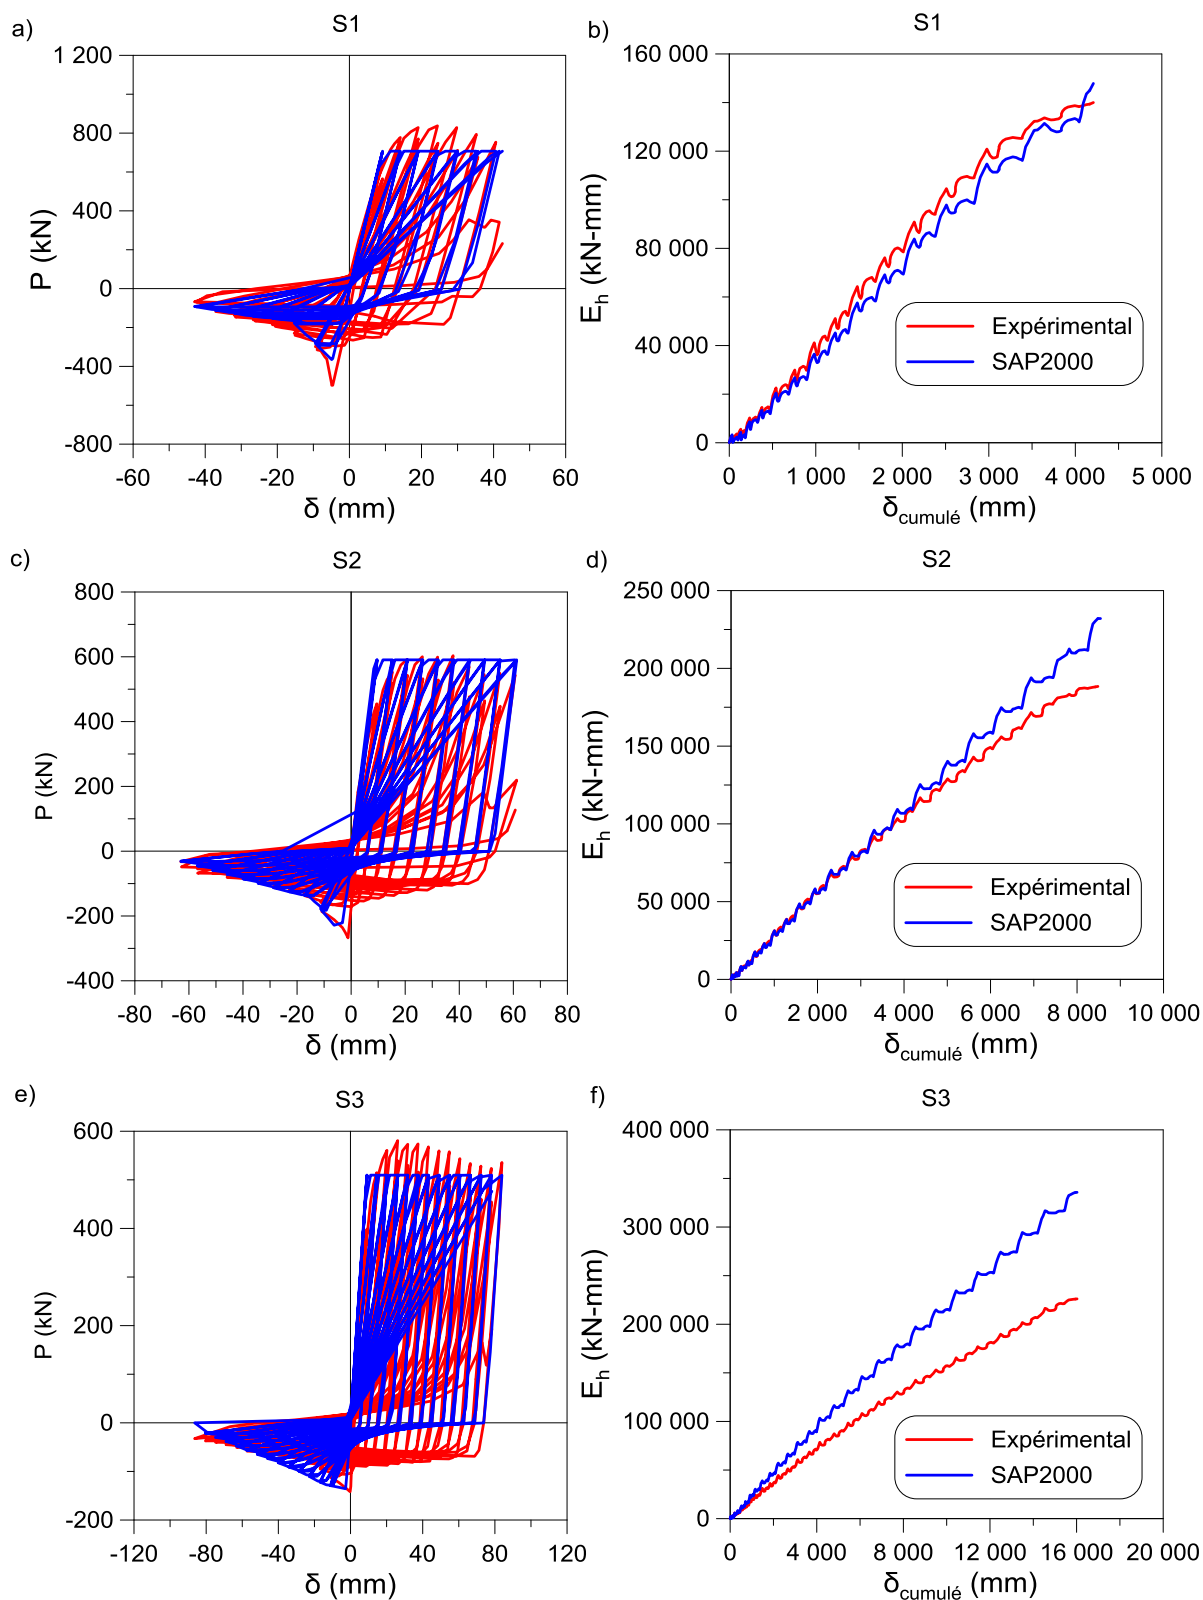 a)
S1
1 200
800
400
0
-400
-800
P (kN)
-60 -40 -20 0 20 40 60
δ (mm)
b)
S1
160 000
120 000
80 000
40 000
0
E_h (kN-mm)
Expérimental
SAP2000
0 1 000 2 000 3 000 4 000 5 000
δcumulé (mm)
c)
S2
800
600
400
200
0
-200
-400
P (kN)
-80 -60 -40 -20 0 20 40 60 80
δ (mm)
d)
S2
250 000
200 000
150 000
100 000
50 000
0
E_h (kN-mm)
Expérimental
SAP2000
0 2 000 4 000 6 000 8 000 10 000
δcumulé (mm)
e)
S3
600
400
200
0
-200
P (kN)
-120 -80 -40 0 40 80 120
δ (mm)
f)
S3
400 000
300 000
200 000
100 000
0
E_h (kN-mm)
Expérimental
SAP2000
0 4 000 8 000 12 000 16 000 20 000
δcumulé (mm)